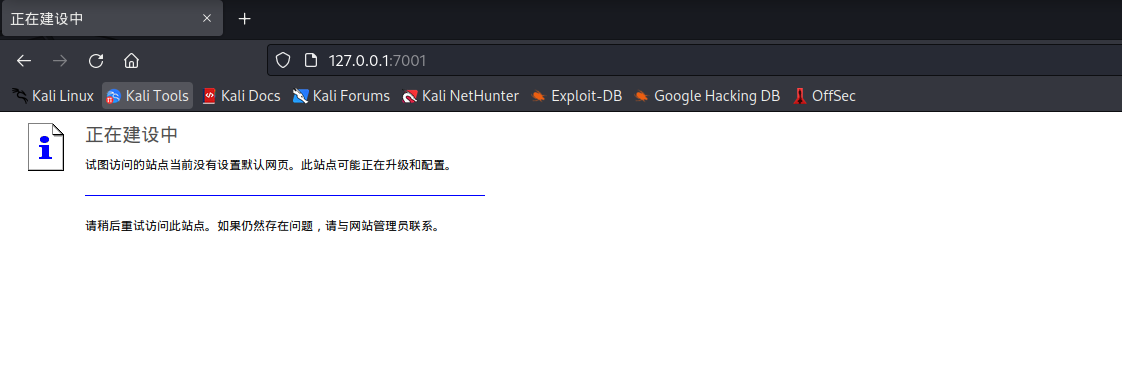 正在建设中
127.0.0.1:7001
Kali Linux Kali Tools Kali Docs Kali Forums Kali NetHunter Exploit-DB Google Hacking DB OffSec
正在建设中
试图访问的站点当前没有设置默认网页。此站点可能正在升级和配置。
请稍后重试访问此站点。如果仍然存在问题，请与网站管理员联系。